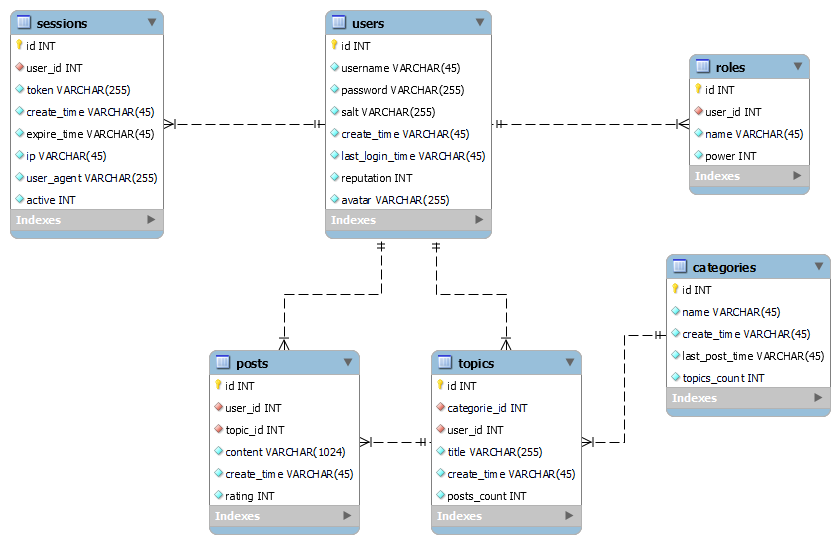 sessions
id INT
user_id INT
token VARCHAR(255)
create_time VARCHAR(45)
expire_time VARCHAR(45)
ip VARCHAR(45)
user_agent VARCHAR(255)
active INT
Indexes
users
id INT
username VARCHAR(45)
password VARCHAR(255)
salt VARCHAR(255)
create_time VARCHAR(45)
last_login_time VARCHAR(45)
reputation INT
avatar VARCHAR(255)
Indexes
roles
id INT
user_id INT
name VARCHAR(45)
power INT
Indexes
categories
id INT
name VARCHAR(45)
create_time VARCHAR(45)
last_post_time VARCHAR(45)
topics_count INT
Indexes
posts
id INT
user_id INT
topic_id INT
content VARCHAR(1024)
create_time VARCHAR(45)
rating INT
Indexes
topics
id INT
categorie_id INT
user_id INT
title VARCHAR(255)
create_time VARCHAR(45)
posts_count INT
Indexes